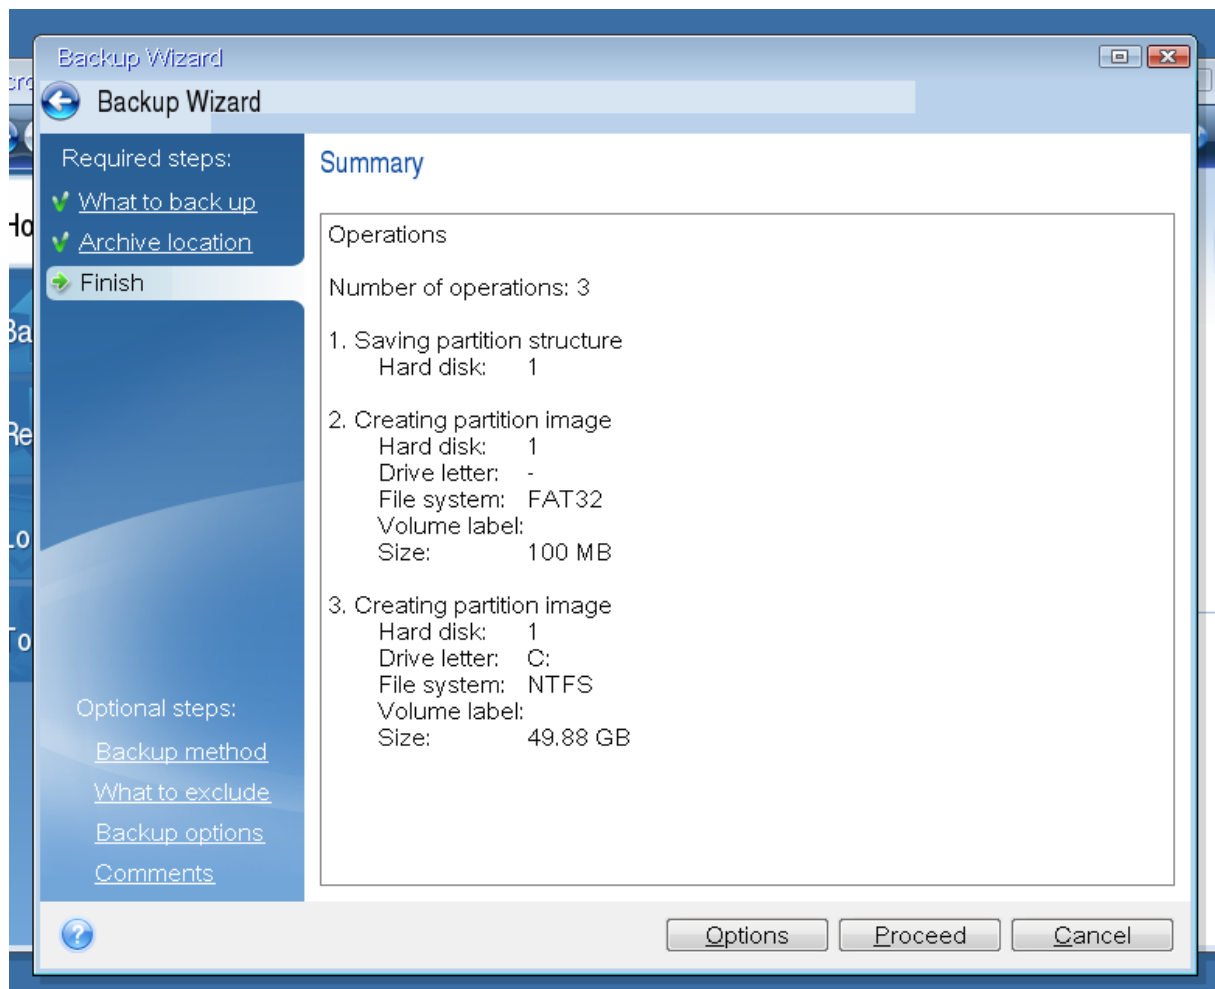 Backup Wizard
Backup Wizard
Required steps:
What to back up
Archive location
Finish
Optional steps:
Backup method
What to exclude
Backup options
Comments
Summary
Operations
Number of operations: 3
1. Saving partition structure
Hard disk: 1
2. Creating partition image
Hard disk: 1
Drive letter: -
File system: FAT32
Volume label:
Size: 100 MB
3. Creating partition image
Hard disk: 1
Drive letter: C:
File system: NTFS
Volume label:
Size: 49.88 GB
Options
Proceed
Cancel